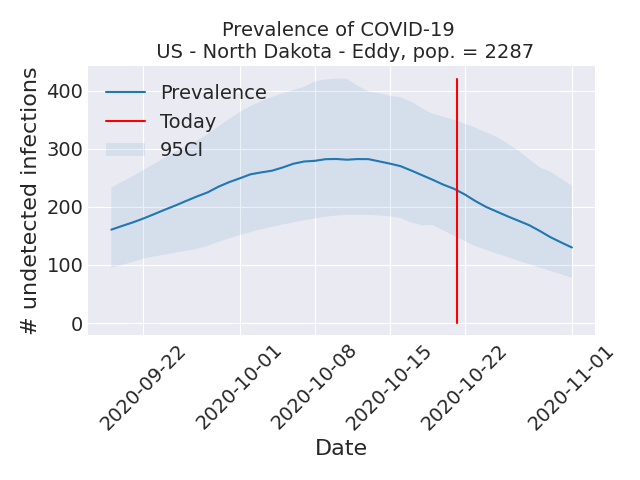 Prevalence of COVID-19
US - North Dakota - Eddy, pop. = 2287
# undetected infections
400
300
200
100
0
Prevalence
Today
95CI
2020-09-22
2020-10-01
2020-10-08
2020-10-15
2020-10-22
2020-11-01
Date